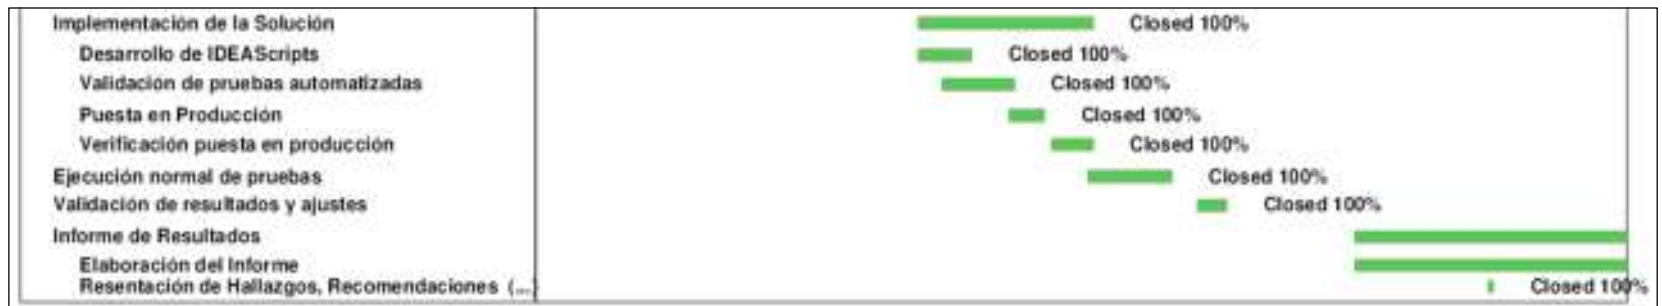 Implementación de la Solución Closed 100%
Desarrollo de IDEAScripts Closed 100%
Validación de pruebas automatizadas Closed 100%
Puesta en Producción Closed 100%
Verificación puesta en producción Closed 100%
Ejecución normal de pruebas Closed 100%
Validación de resultados y ajustes Closed 100%
Informe de Resultados
Elaboración del Informe
Resentación de Hallazgos, Recomendaciones (...) Closed 100%